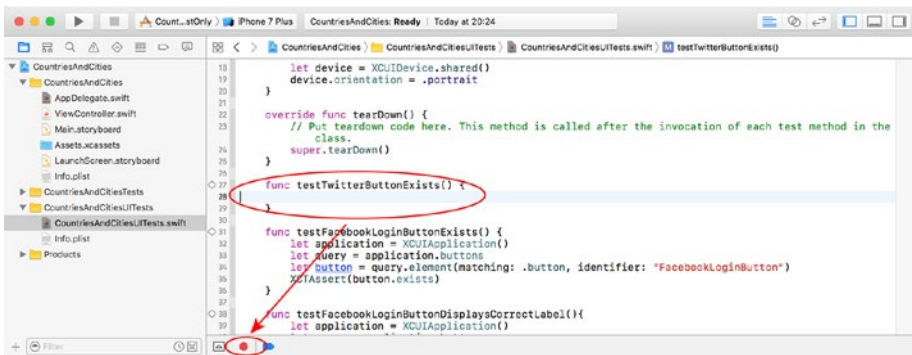 Count...stOnly
iPhone 7 Plus
CountriesAndCities: Ready | Today at 20:24
CountriesAndCities
CountriesAndCitiesUITests
CountriesAndCitiesUITests.swift
M testTwitterButtonExists()
CountriesAndCities
CountriesAndCities
AppDelegate.swift
ViewController.swift
Main.storyboard
Assets.xcassets
LaunchScreen.storyboard
Info.plist
CountriesAndCitiesTests
CountriesAndCitiesUITests
CountriesAndCitiesUITests.swift
Info.plist
Products
Filter
18 let device = XCUIDevice.shared()
19 device.orientation = .portrait
20 }
21
22 override func tearDown() {
23 // Put teardown code here. This method is called after the invocation of each test method in the
class.
24 super.tearDown()
25 }
26
27 func testTwitterButtonExists() {
28
29 }
30
31 func testFacebookLoginButtonExists() {
32 let application = XCUIApplication()
33 let query = application.buttons
34 let button = query.element(matching: .button, identifier: "FacebookLoginButton")
35 XCTAssert(button.exists)
36 }
37
38 func testFacebookLoginButtonDisplaysCorrectLabel(){
39 let application = XCUIApplication()